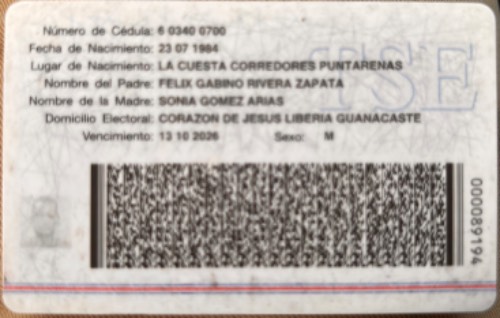 Número de Cédula: 6 0340 0700
Fecha de Nacimiento: 23 07 1984
Lugar de Nacimiento: LA CUESTA CORREDORES PUNTARENAS
Nombre del Padre: FELIX GABINO RIVERA ZAPATA
Nombre de la Madre: SONIA GOMEZ ARIAS
Domicilio Electoral: CORAZON DE JESUS LIBERIA GUANACASTE
Vencimiento: 13 10 2026 Sexo: M
TSE
000089194